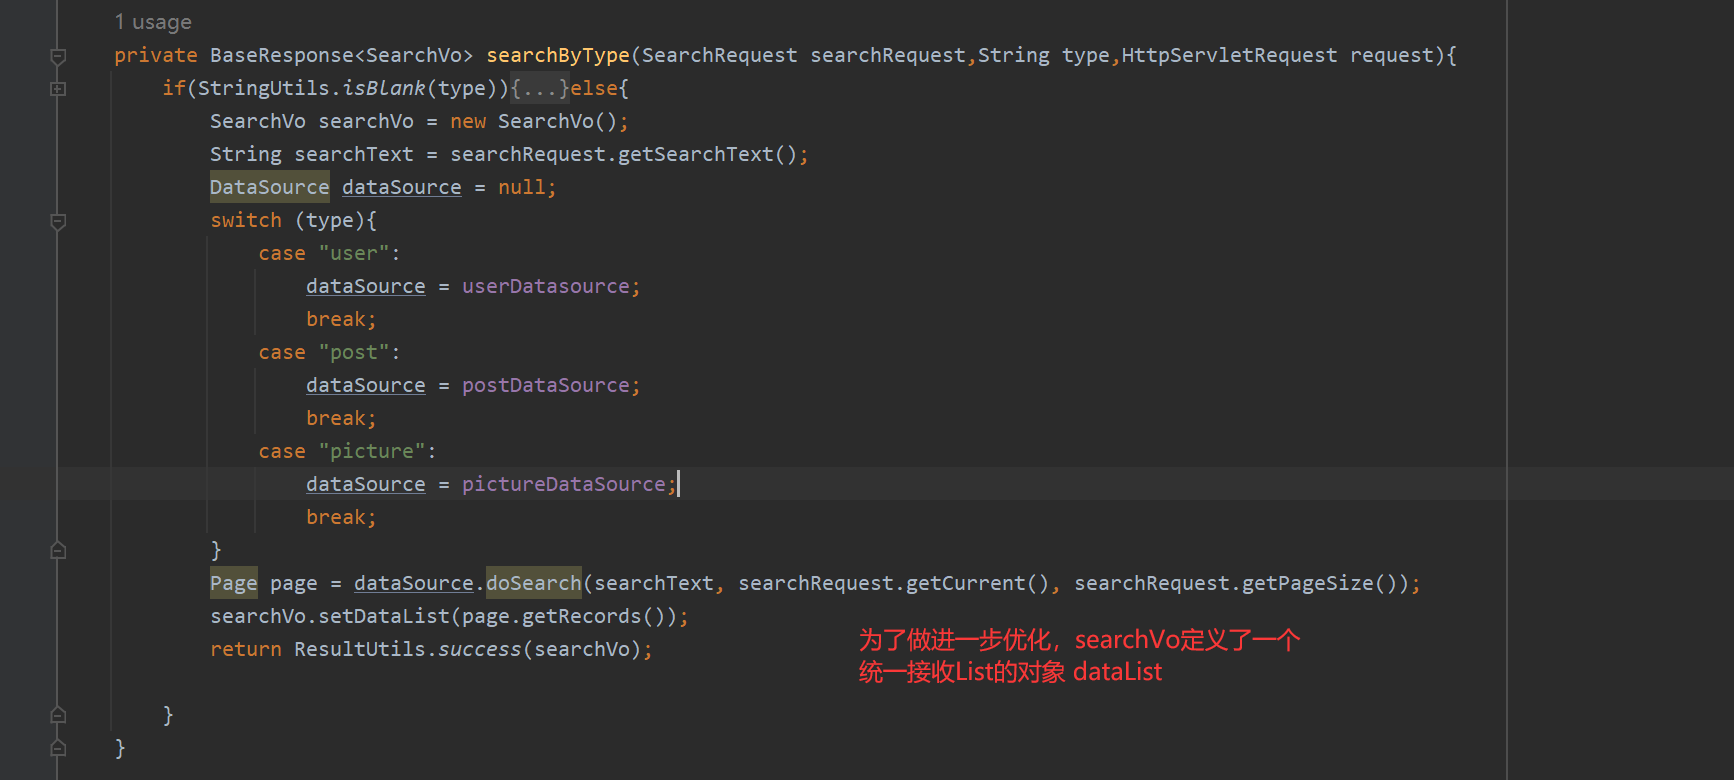 1 usage
private BaseResponse<SearchVo> searchByType(SearchRequest searchRequest,String type,HttpServletRequest request){
if(StringUtils.isBlank(type)){...}else{
SearchVo searchVo = new SearchVo();
String searchText = searchRequest.getSearchText();
DataSource dataSource = null;
switch (type){
case "user":
dataSource = userDatasource;
break;
case "post":
dataSource = postDataSource;
break;
case "picture":
dataSource = pictureDataSource;
break;
}
Page page = dataSource.doSearch(searchText, searchRequest.getCurrent(), searchRequest.getPageSize());
searchVo.setDataList(page.getRecords());
return ResultUtils.success(searchVo);
为了做进一步优化，searchVo定义了一个
统一接收List的对象 dataList
}
}